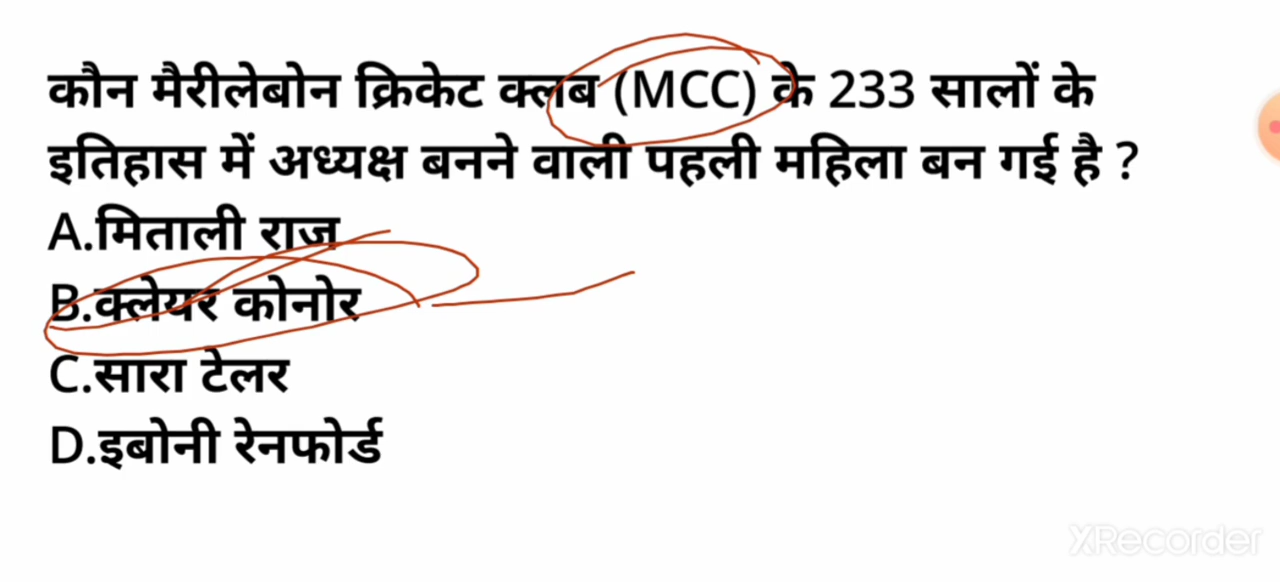 कौन मैरीलेबोन क्रिकेट क्लब (MCC) के 233 सालों के
इतिहास में अध्यक्ष बनने वाली पहली महिला बन गई है ?
A.मिताली राज
B.क्लेयर कोनोर
C.सारा टेलर
D.इबोनी रेनफोर्ड
XRecorder